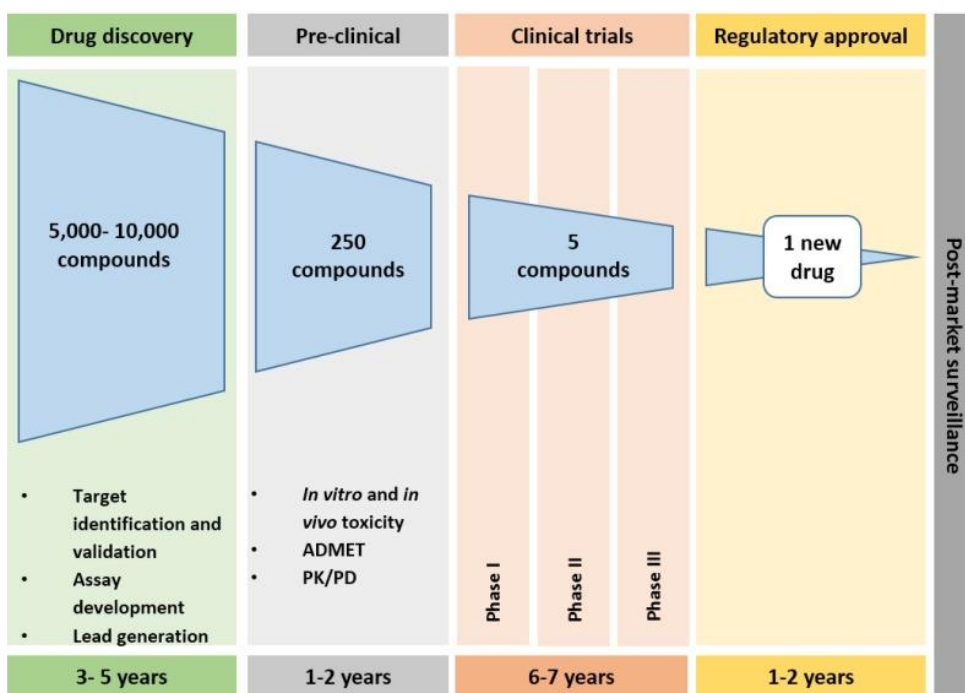 Drug discovery
Pre-clinical
Clinical trials
Regulatory approval
5,000- 10,000
compounds
250
compounds
5
compounds
1 new
drug
Post-market surveillance
• Target
identification and
validation
• Assay
development
• Lead generation
• In vitro and in
vivo toxicity
• ADMET
• PK/PD
Phase I
Phase II
Phase III
3- 5 years
1-2 years
6-7 years
1-2 years